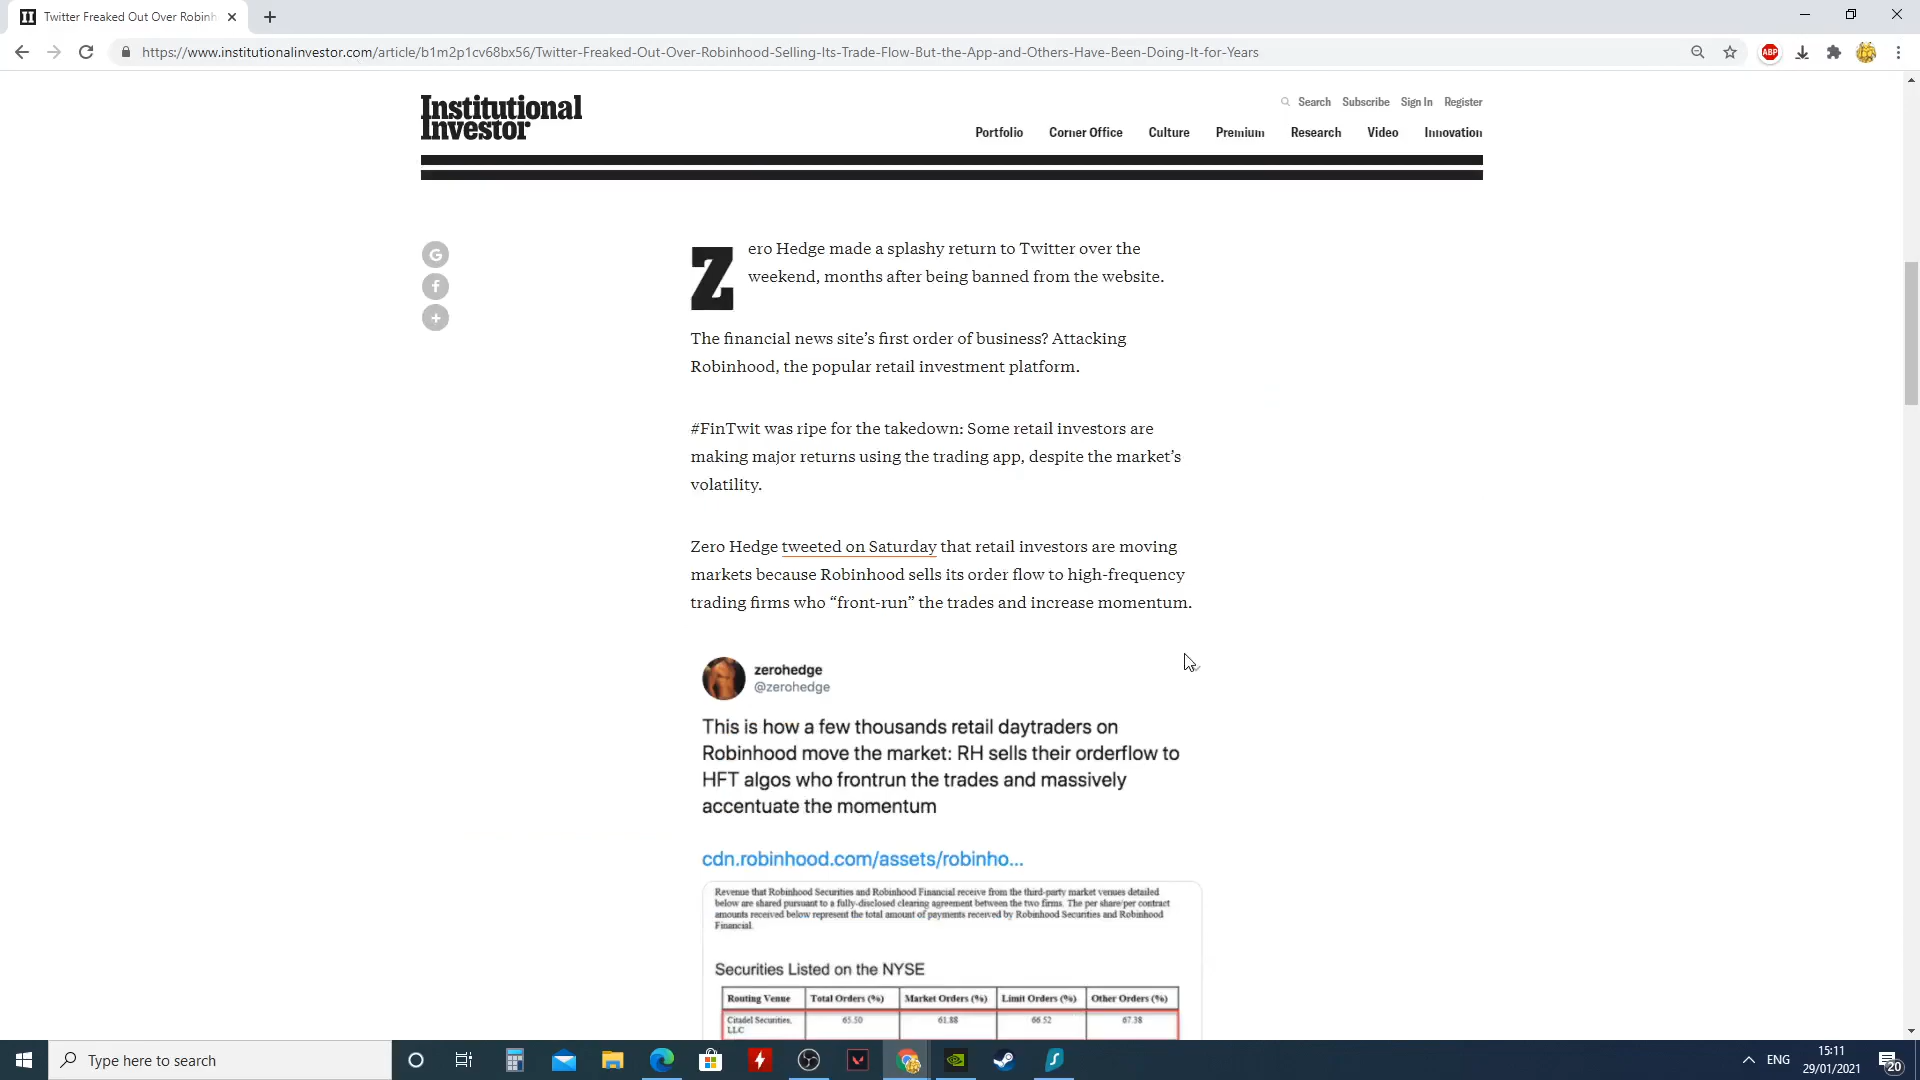 Twitter Freaked Out Over Robinh
https://www.institutionalinvestor.com/article/b1m2p1cv68bx56/Twitter-Freaked-Out-Over-Robinhood-Selling-Its-Trade-Flow-But-the-App-and-Others-Have-Been-Doing-It-for-Years
ABP
Institutional
Investor
Search Subscribe Sign In Register
Portfolio Corner Office Culture Premium Research Video Innovation
Zero Hedge made a splashy return to Twitter over the
weekend, months after being banned from the website.
The financial news site’s first order of business? Attacking
Robinhood, the popular retail investment platform.
#FinTwit was ripe for the takedown: Some retail investors are
making major returns using the trading app, despite the market’s
volatility.
Zero Hedge tweeted on Saturday that retail investors are moving
markets because Robinhood sells its order flow to high-frequency
trading firms who “front-run” the trades and increase momentum.
zerohedge
@zerohedge
This is how a few thousands retail daytraders on
Robinhood move the market: RH sells their orderflow to
HFT algos who frontrun the trades and massively
accentuate the momentum
cdn.robinhood.com/assets/robinho...
Revenue that Robinhood Securities and Robinhood Financial receive from the third-party market venues detailed
below are shared pursuant to a fully-disclosed clearing agreement between the two firms. The per share/per contract
amounts received below represent the total amount of payments received by Robinhood Securities and Robinhood
Financial.
Securities Listed on the NYSE
Routing Venue Total Orders (%) Market Orders (%) Limit Orders (%) Other Orders (%)
Citadel Securities, 65.50 61.88 66.52 67.38
LLC
Type here to search
ENG
15:11
29/01/2021
20